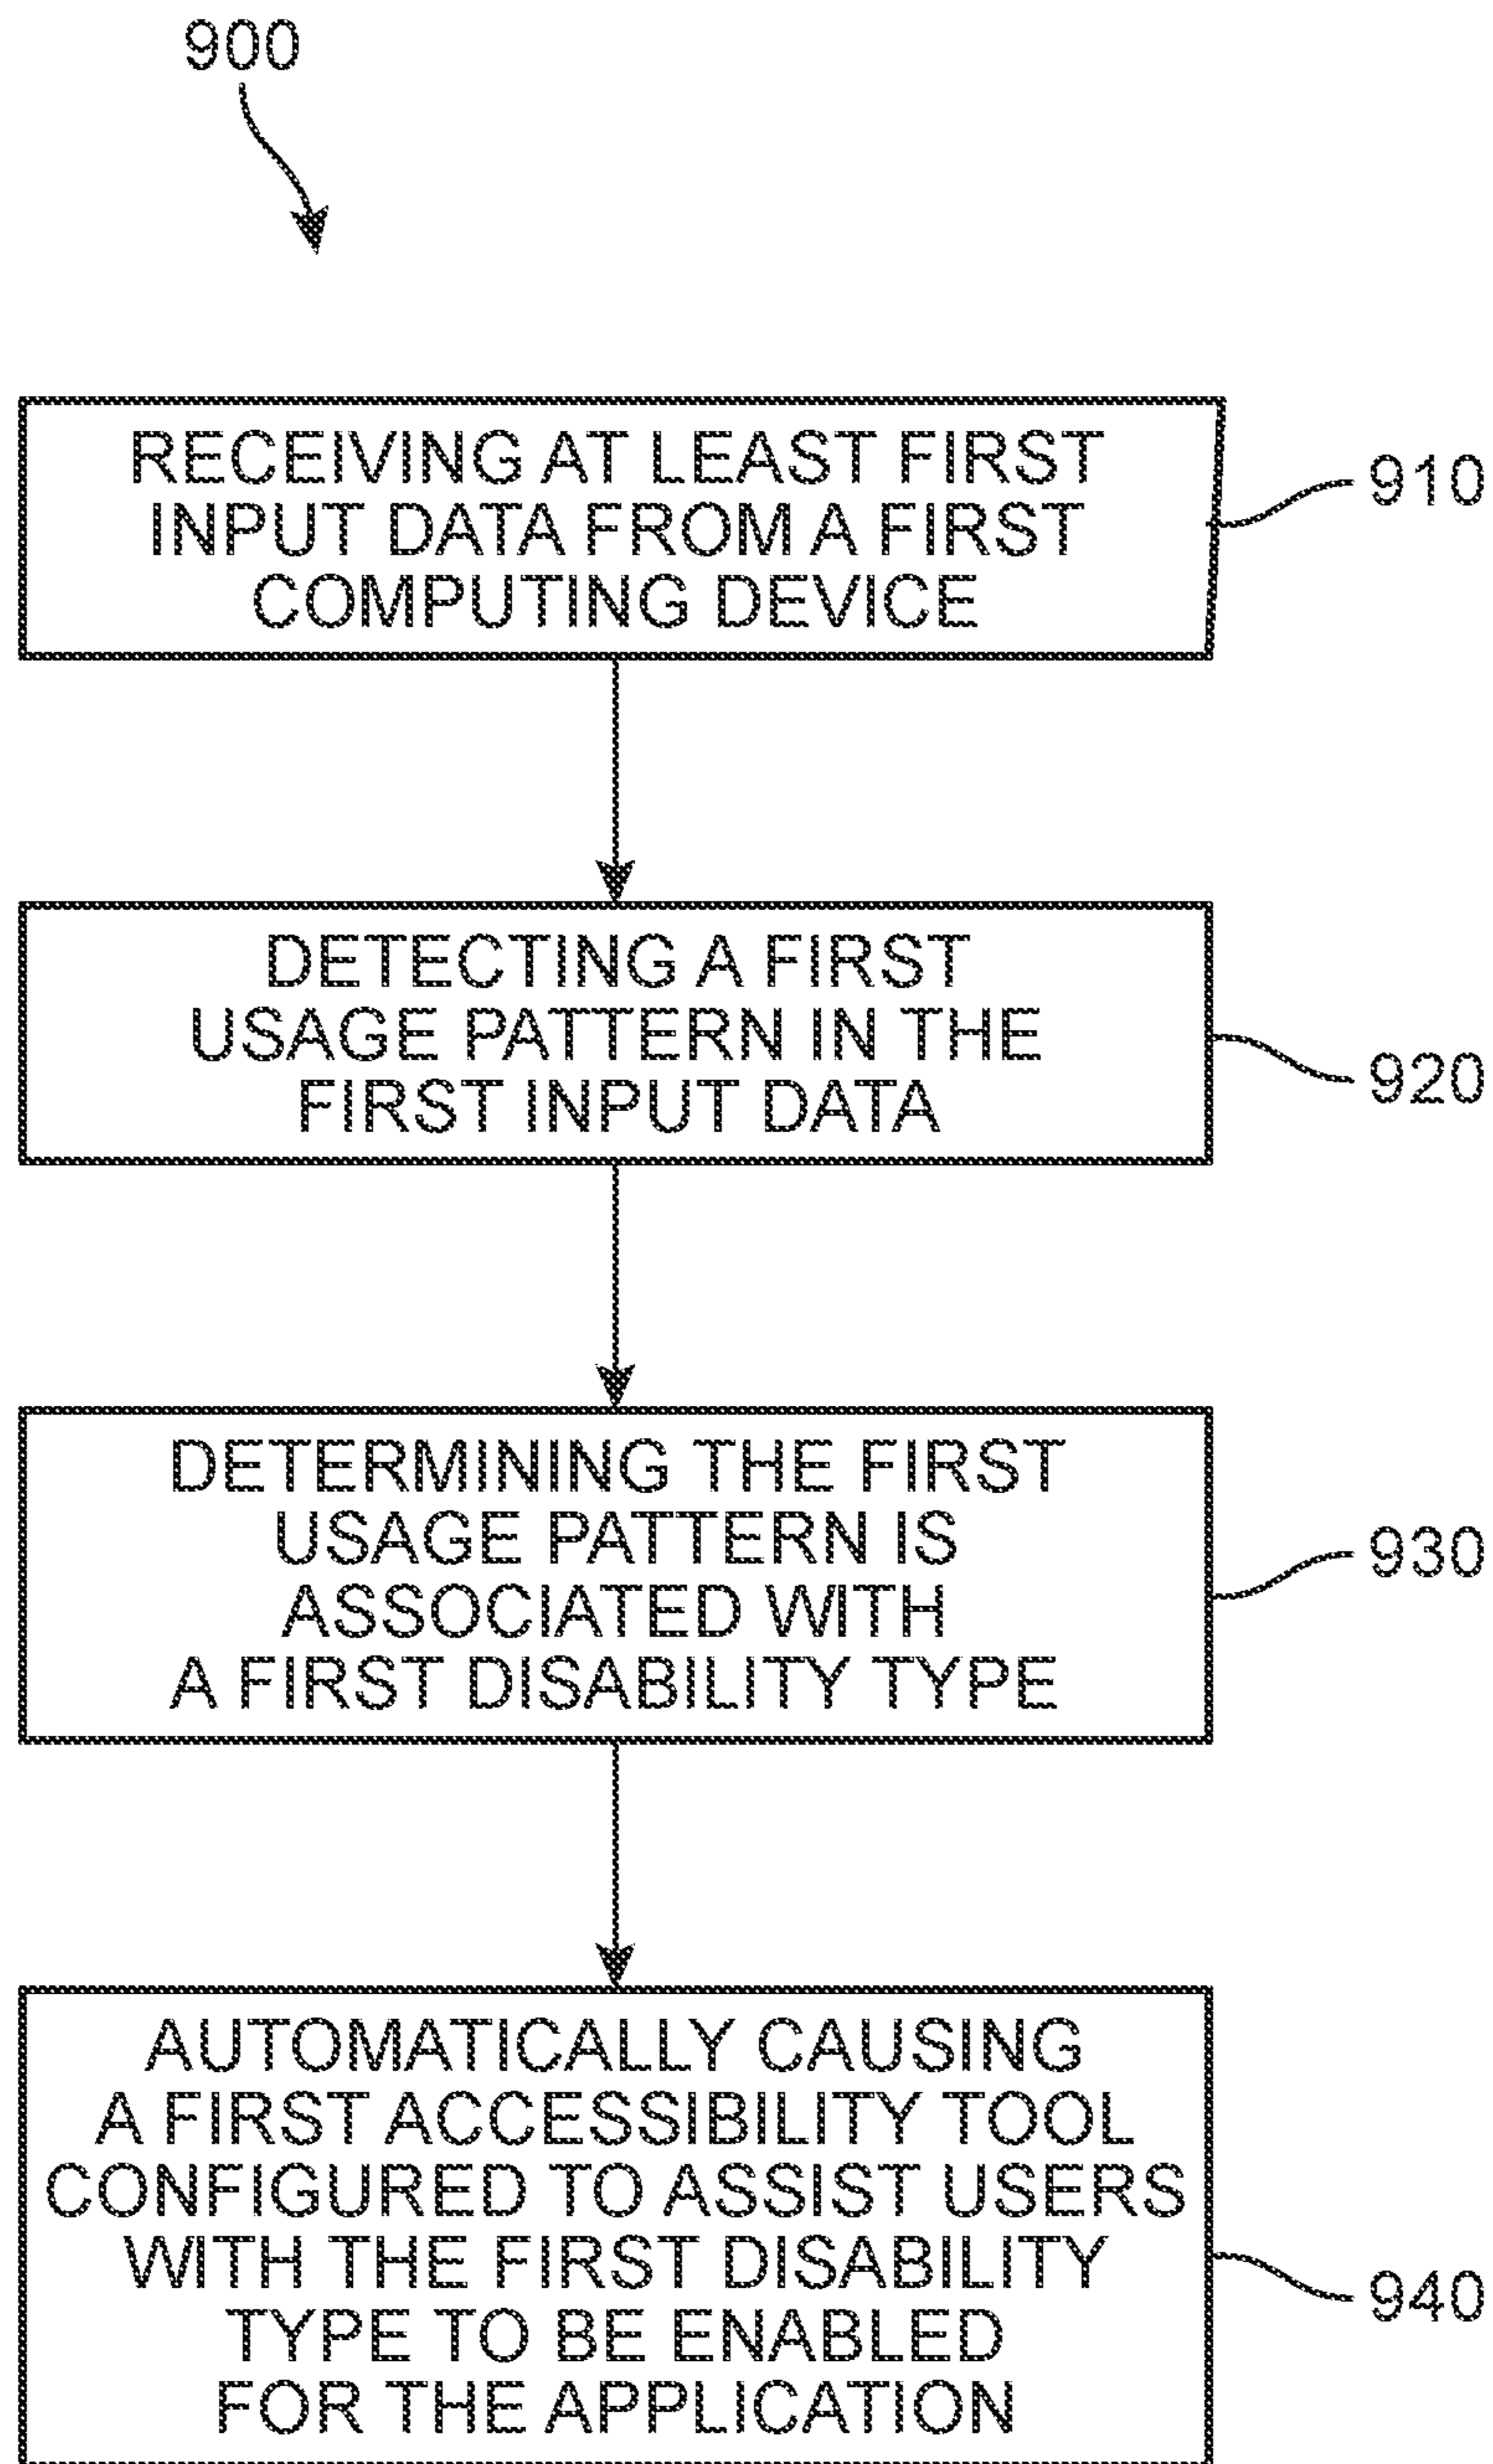 900
RECEIVING AT LEAST FIRST
INPUT DATA FROM A FIRST
COMPUTING DEVICE
910
DETECTING A FIRST
USAGE PATTERN IN THE
FIRST INPUT DATA
920
DETERMINING THE FIRST
USAGE PATTERN IS
ASSOCIATED WITH
A FIRST DISABILITY TYPE
930
AUTOMATICALLY CAUSING
A FIRST ACCESSIBILITY TOOL
CONFIGURED TO ASSIST USERS
WITH THE FIRST DISABILITY
TYPE TO BE ENABLED
FOR THE APPLICATION
940